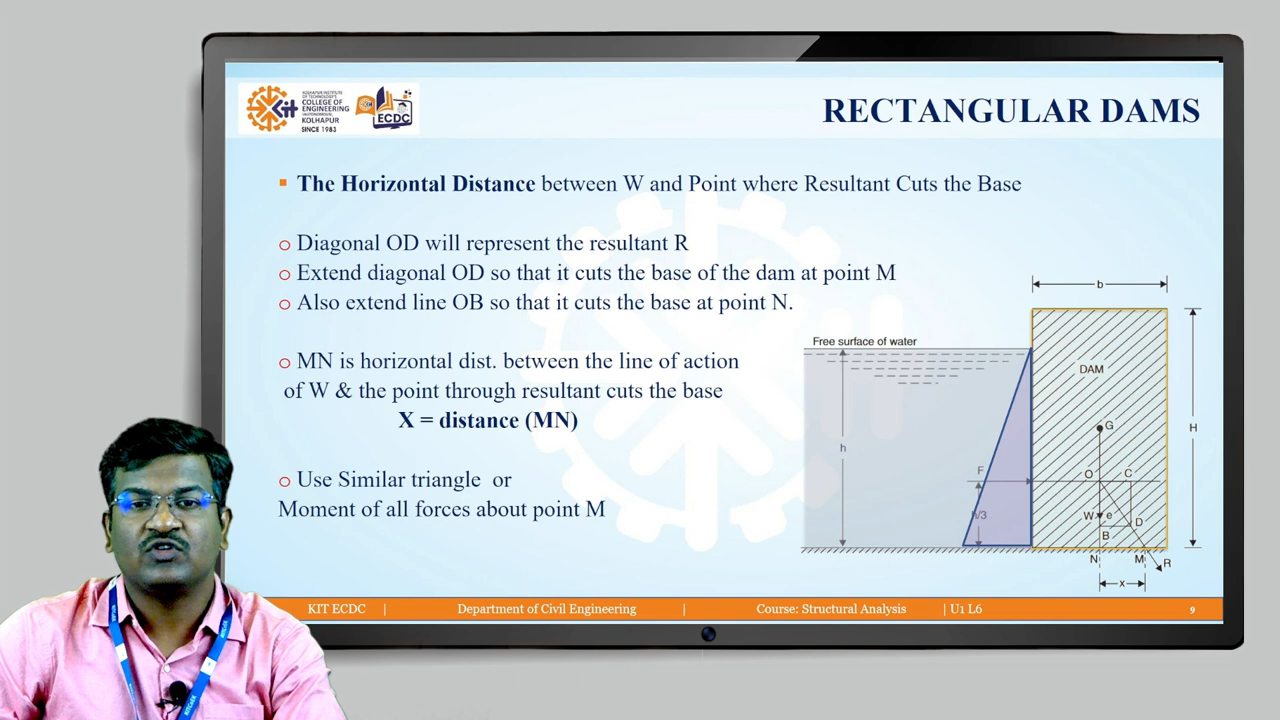 KOLHAPUR INSTITUTE
OF TECHNOLOGY'S
COLLEGE OF
ENGINEERING
(AUTONOMOUS),
KOLHAPUR
SINCE 1983
KIT
ECDC
RECTANGULAR DAMS
The Horizontal Distance between W and Point where Resultant Cuts the Base
Diagonal OD will represent the resultant R
Extend diagonal OD so that it cuts the base of the dam at point M
Also extend line OB so that it cuts the base at point N.
MN is horizontal dist. between the line of action
of W & the point through resultant cuts the base
X = distance (MN)
Use Similar triangle or
Moment of all forces about point M
b
Free surface of water
DAM
G
H
h
F
O
C
h/3
W
e
D
B
N
M
R
x
KIT ECDC | Department of Civil Engineering | Course: Structural Analysis | U1 L6 9